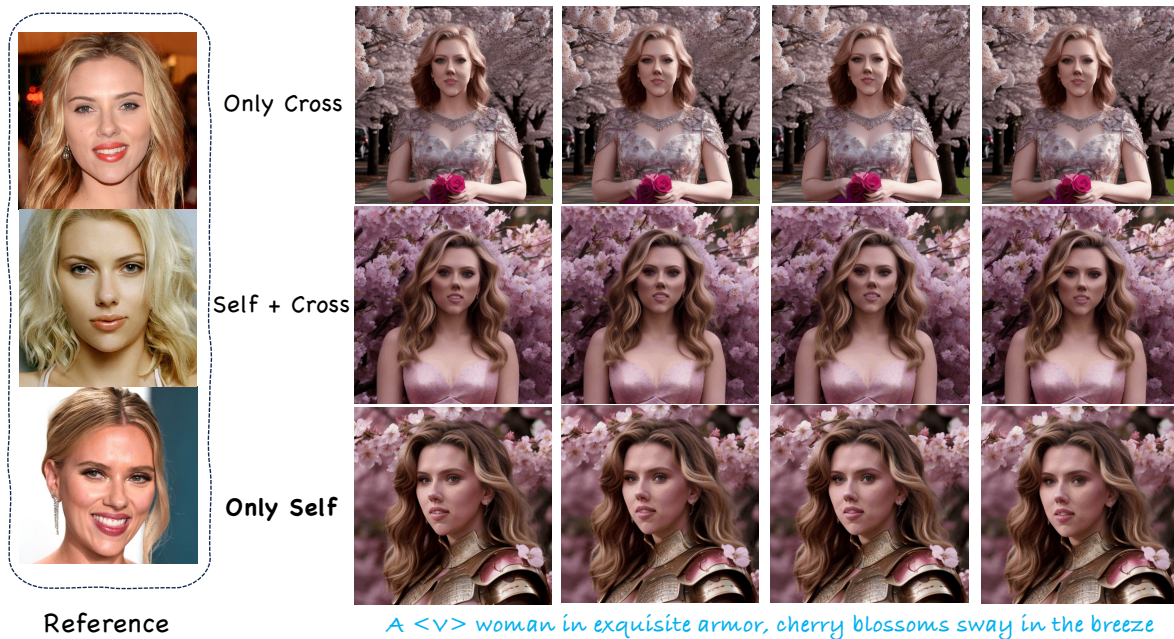 Only Cross
Self + Cross
Only Self
Reference
A <v> woman in exquisite armor, cherry blossoms sway in the breeze